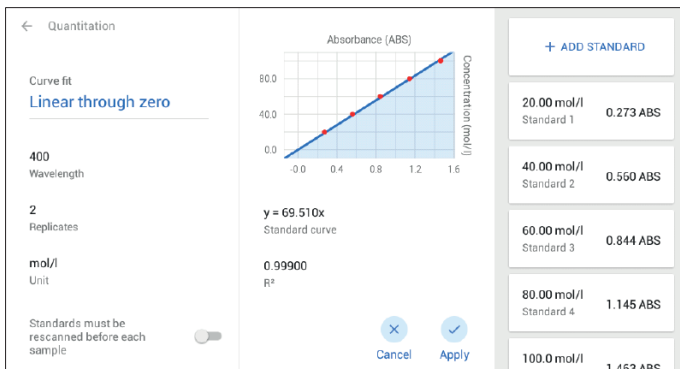 Quantitation
Curve fit
Linear through zero
400
Wavelength
2
Replicates
mol/l
Unit
Standards must be
rescanned before each
sample
Absorbance (ABS)
80.0
40.0
0.0
-0.0 0.4 0.8 1.2 1.6
Concentration (mol/l)
y = 69.510x
Standard curve
0.99900
R²
Cancel
Apply
+ ADD STANDARD
20.00 mol/l
Standard 1
0.273 ABS
40.00 mol/l
Standard 2
0.560 ABS
60.00 mol/l
Standard 3
0.844 ABS
80.00 mol/l
Standard 4
1.145 ABS
100.0 mol/l